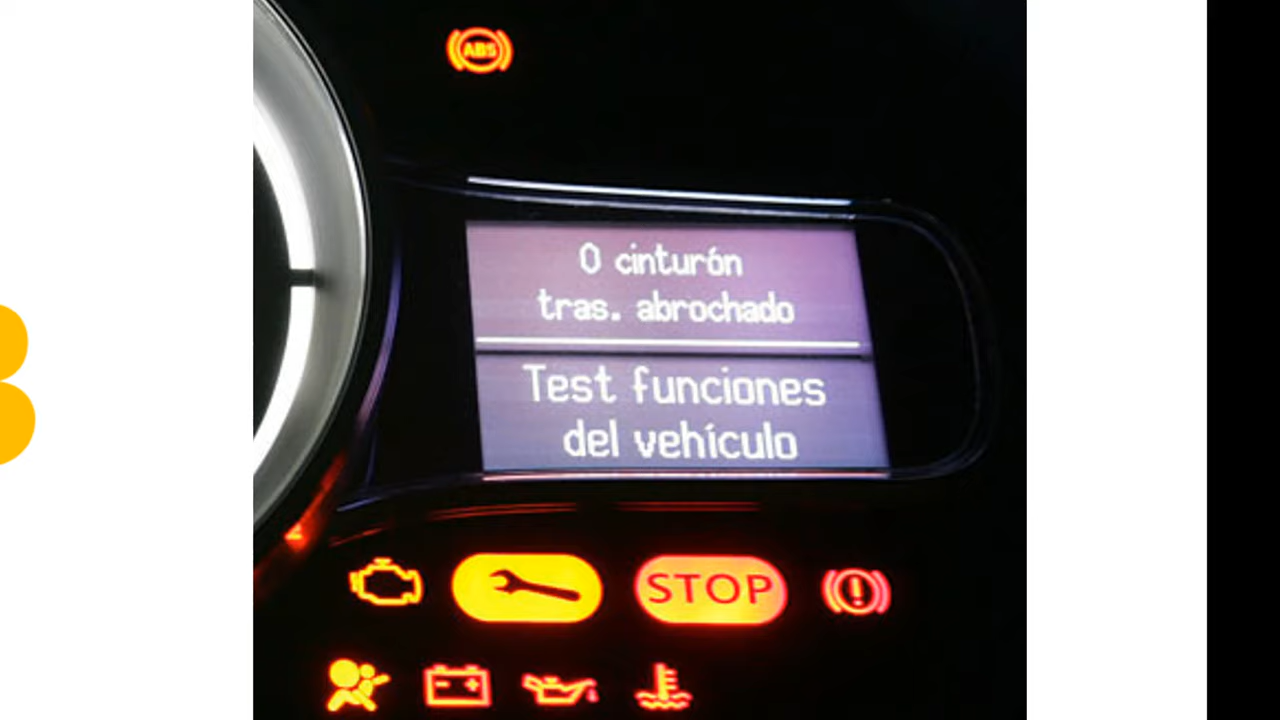 ABS
0 cinturón
tras. abrochado
Test funciones
del vehículo
STOP